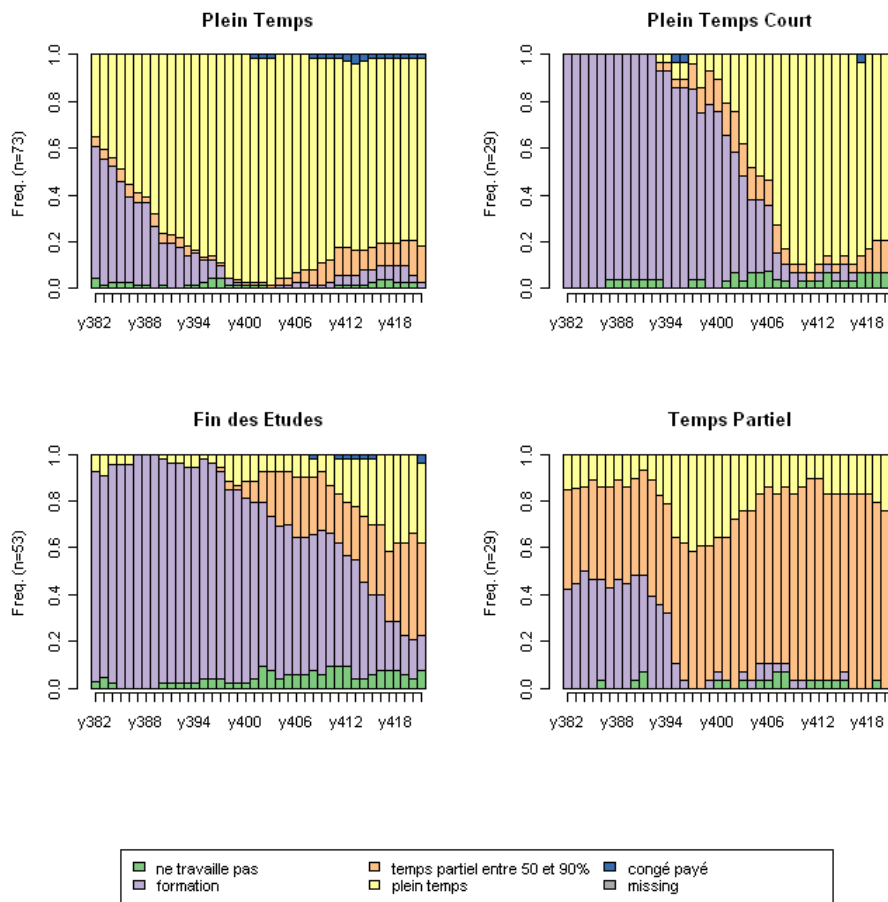 Plein Temps
Plein Temps Court
Freq. (n=73)
0.0 0.2 0.4 0.6 0.8 1.0
y382 y388 y394 y400 y406 y412 y418
Freq. (n=29)
0.0 0.2 0.4 0.6 0.8 1.0
y382 y388 y394 y400 y406 y412 y418
Fin des Etudes
Temps Partiel
Freq. (n=53)
0.0 0.2 0.4 0.6 0.8 1.0
y382 y388 y394 y400 y406 y412 y418
Freq. (n=29)
0.0 0.2 0.4 0.6 0.8 1.0
y382 y388 y394 y400 y406 y412 y418
ne travaille pas
temps partiel entre 50 et 90%
congé payé
formation
plein temps
missing